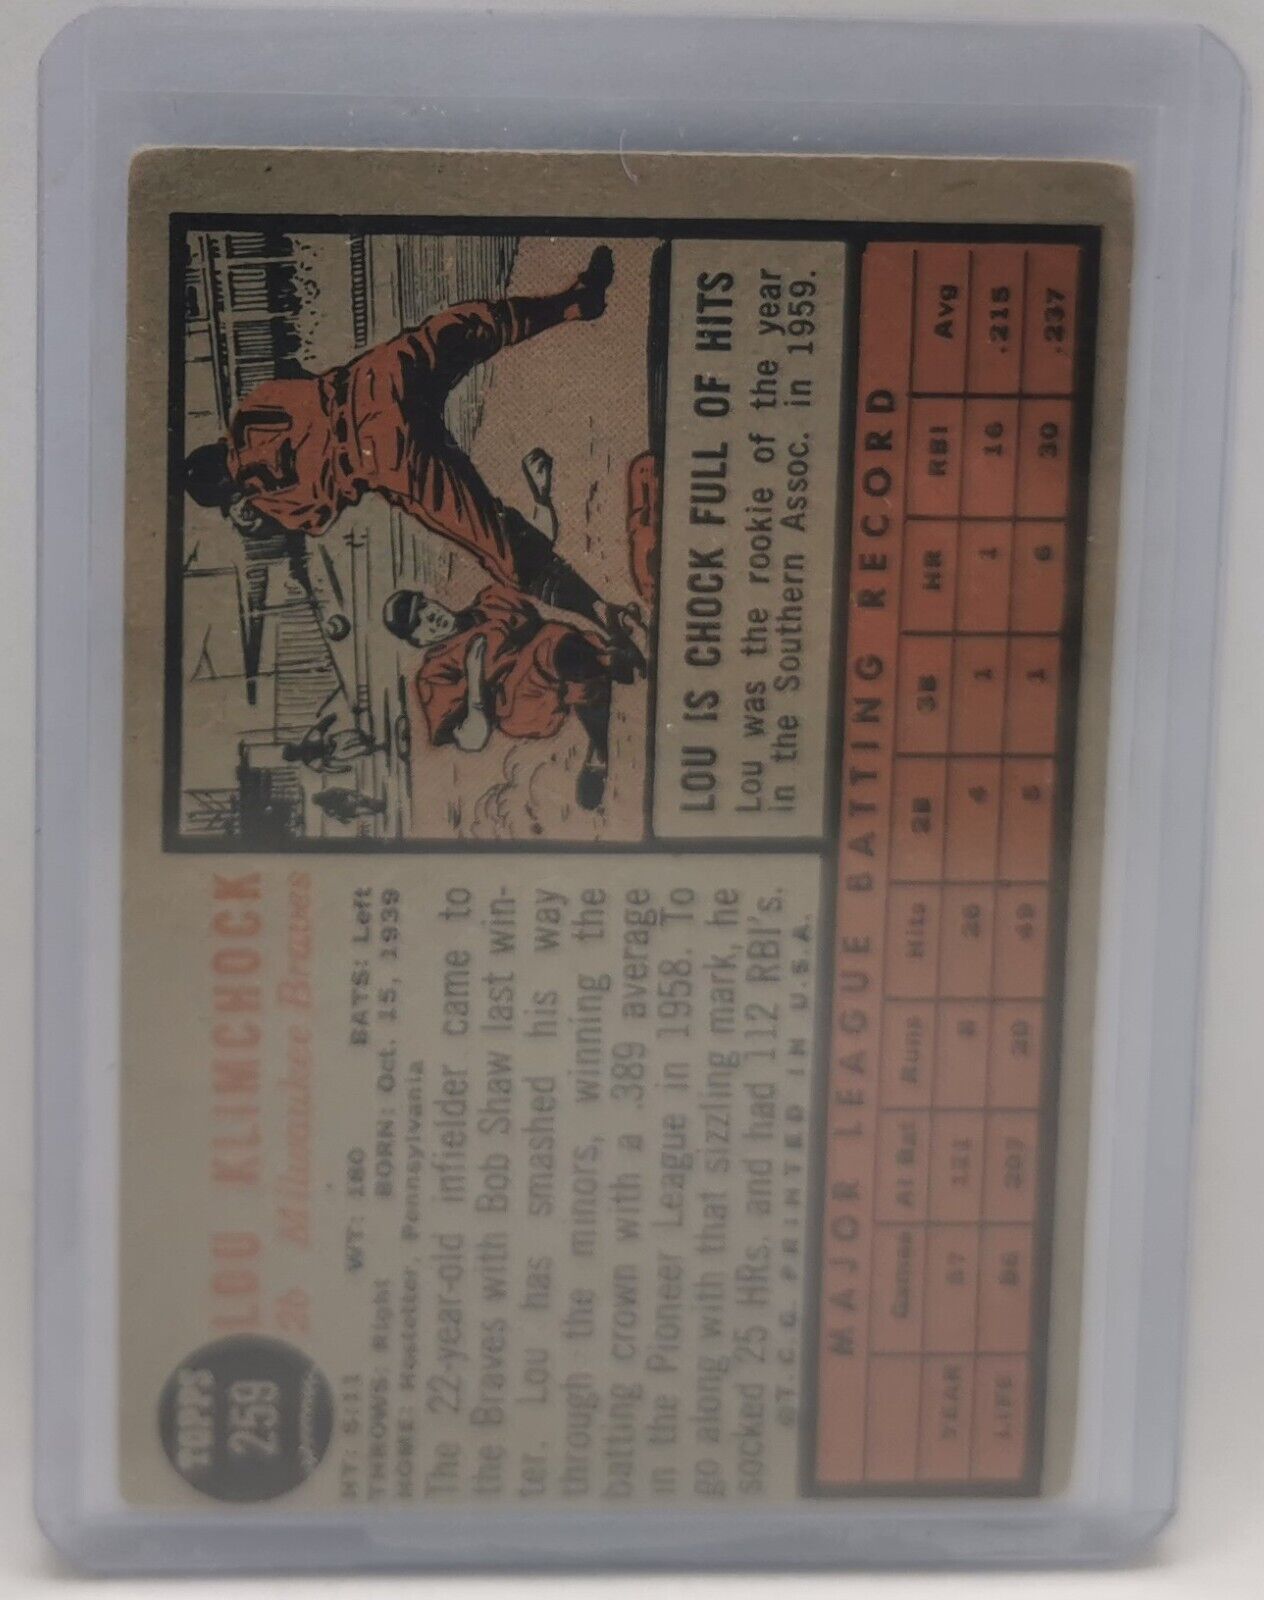 TOPPS
259
LOU KLIMCHOCK
2b Milwaukee Braves
HT: 5:11 WT: 180 BATS: Left
THROWS: Right BORN: Oct. 15, 1939
HOME: Hostetter, Pennsylvania
The 22-year-old infielder came to
the Braves with Bob Shaw last win-
ter. Lou has smashed his way
through the minors, winning the
batting crown with a .389 average
in the Pioneer League in 1958. To
go along with that sizzling mark, he
socked 25 HRs. and had 112 RBI's.
©T. C. G. PRINTED IN U.S.A.
LOU IS CHOCK FULL OF HITS
Lou was the rookie of the year
in the Southern Assoc. in 1959.
MAJOR LEAGUE BATTING RECORD
Games At Bat Runs Hits 2B 3B HR RBI Avg
YEAR 57 121 8 26 4 1 1 16 .215
LIFE 86 207 20 49 5 1 6 30 .237